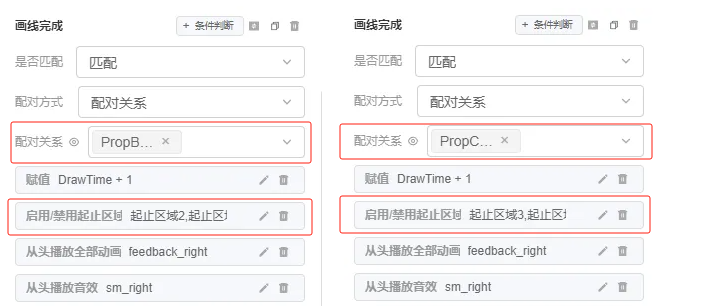 画线完成 + 条件判断
是否匹配 匹配
配对方式 配对关系
配对关系 PropB... ×
赋值 DrawTime + 1
启用/禁用起止区域 起止区域2,起止区
从头播放全部动画 feedback_right
从头播放音效 sm_right
画线完成 + 条件判断
是否匹配 匹配
配对方式 配对关系
配对关系 PropC... ×
赋值 DrawTime + 1
启用/禁用起止区域 起止区域3,起止区
从头播放全部动画 feedback_right
从头播放音效 sm_right